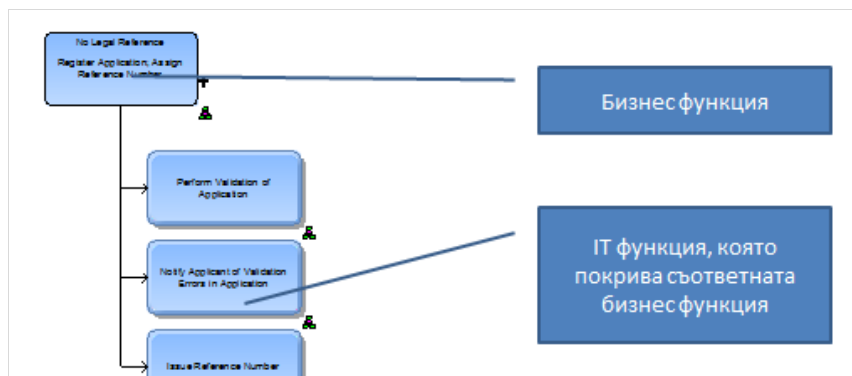 No Legal Reference
Register Application, Assign
Reference Number
Бизнес функция
Perform Validation of
Application
Notify Applicant of Validation
Errors in Application
IT функция, която
покрива съответната
бизнес функция
Issue Reference Number